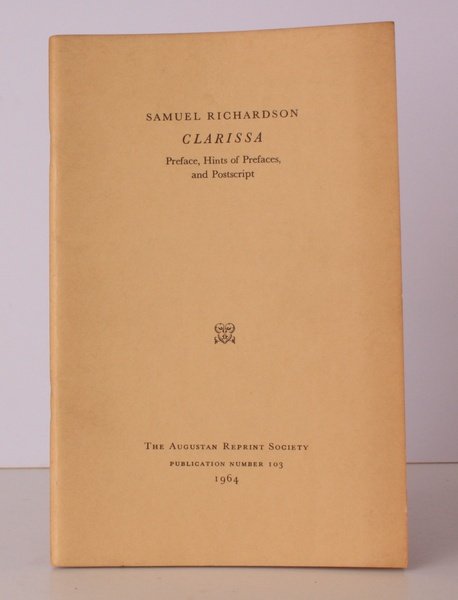 SAMUEL RICHARDSON
CLARISSA
Preface, Hints of Prefaces,
and Postscript
THE AUGUSTAN REPRINT SOCIETY
PUBLICATION NUMBER 103
1964